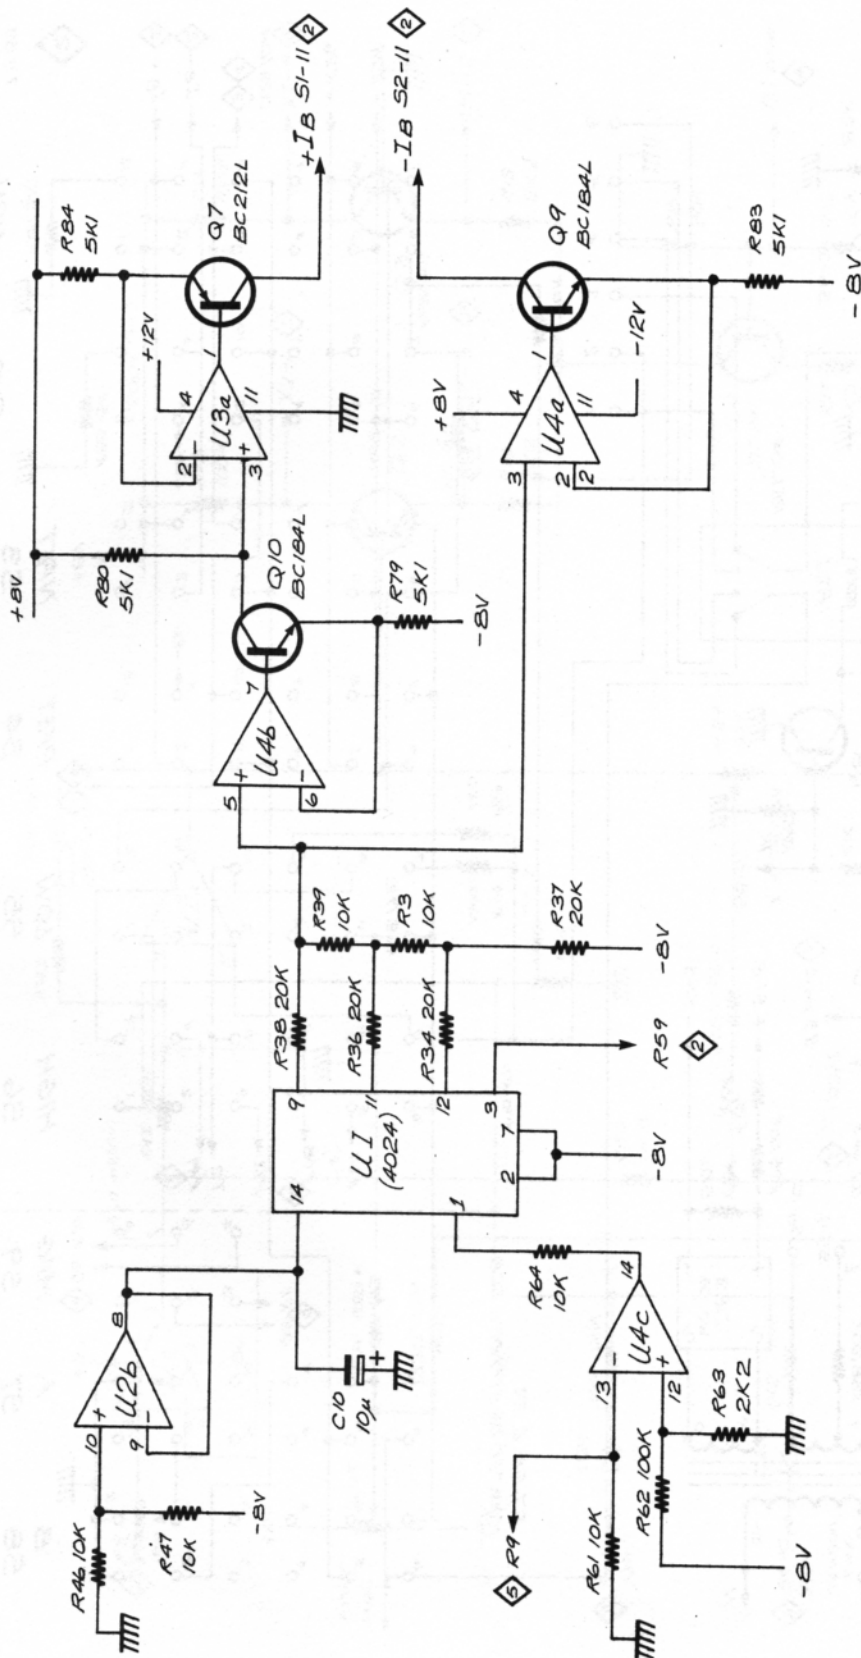 +8V
R84
5K1
Q7
BC212L
+IB S1-11 2
+12V
4
1
2
-
U3a
+
3
11
R80
5K1
Q10
BC184L
7
U4b
5
+
-
6
R79
5K1
-8V
-IB S2-11 2
Q9
BC184L
+8V
4
1
U4a
3
2
2
11
-12V
R83
5K1
-8V
R39
10K
R3
10K
R37
20K
-8V
R38 20K
R36 20K
R34 20K
9
11
12
3
14
U1
(4024)
1
2
7
-8V
R59 2
8
U2b
10
+
9
-
R46 10K
R47
10K
-8V
C10
10µ
+
R64
10K
14
U4c
13
-
+
12
R63
2K2
5 R9
R61 10K
R62 100K
-8V